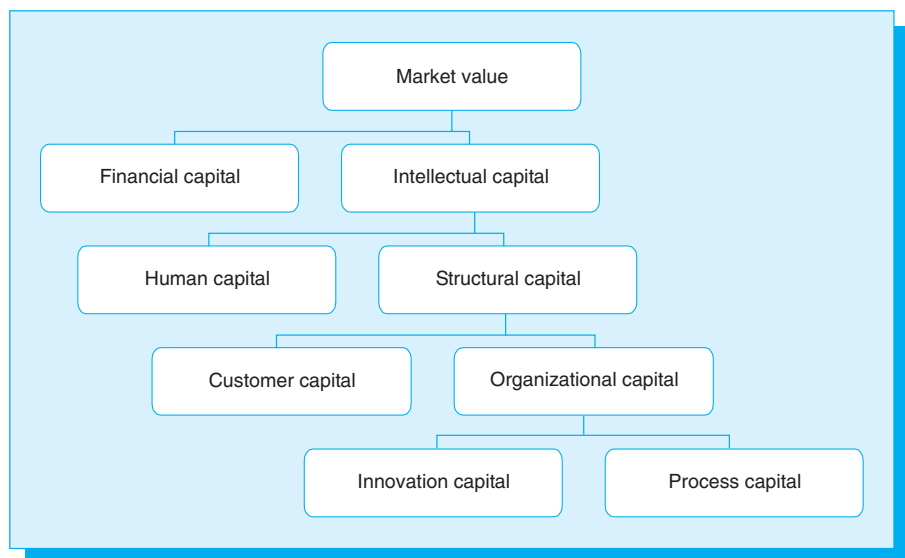 Market value
Financial capital
Intellectual capital
Human capital
Structural capital
Customer capital
Organizational capital
Innovation capital
Process capital